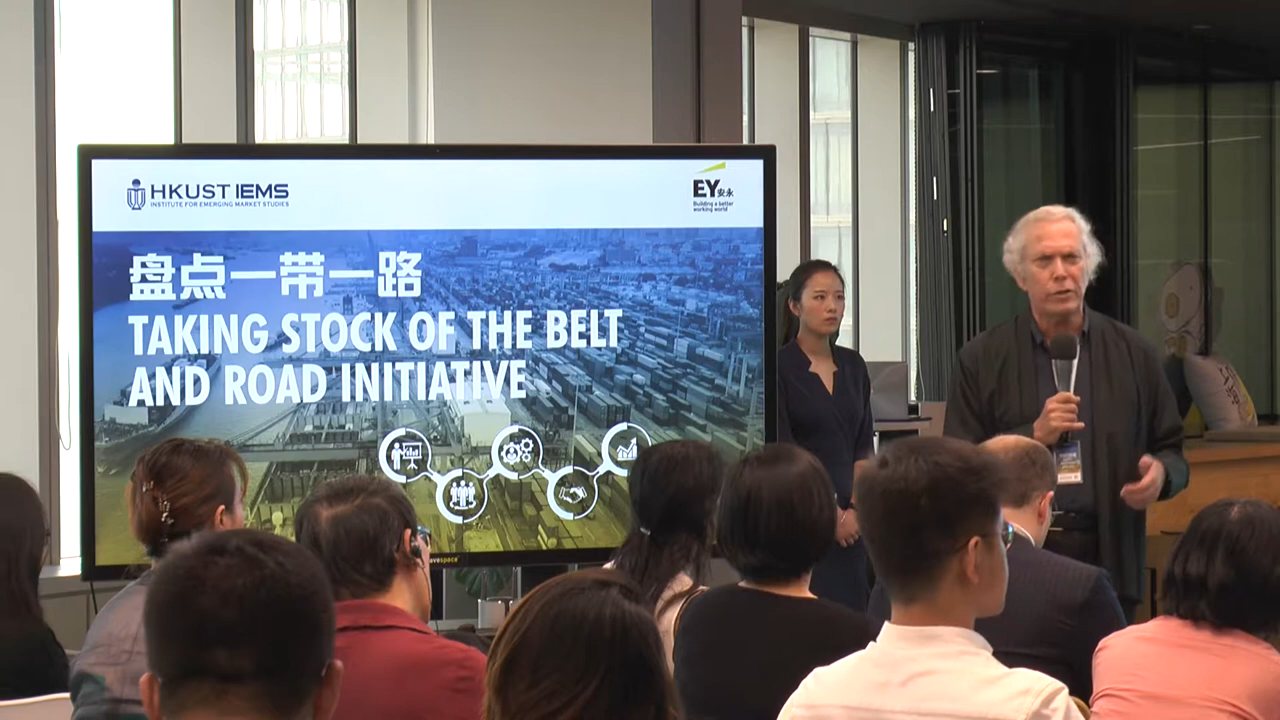 HKUST IEMS
INSTITUTE FOR EMERGING MARKET STUDIES
EY安永
Building a better
working world
盘点一带一路
TAKING STOCK OF THE BELT
AND ROAD INITIATIVE